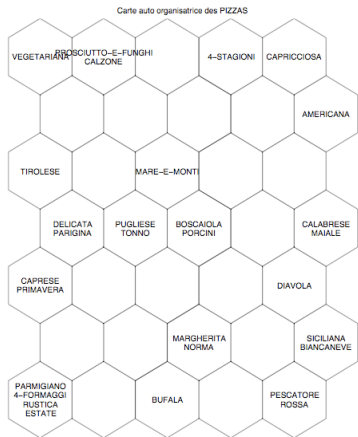 Carte auto organisatrice des PIZZAS
VEGETARIANA
PROSCIUTTO-E-FUNGHI
CALZONE
4-STAGIONI
CAPRICCIOSA
AMERICANA
TIROLESE
MARE-E-MONTI
DELICATA
PARIGINA
PUGLIESE
TONNO
BOSCAIOLA
PORCINI
CALABRESE
MAIALE
CAPRESE
PRIMAVERA
DIAVOLA
MARGHERITA
NORMA
SICILIANA
BIANCANEVE
PARMIGIANO
4-FORMAGGI
RUSTICA
ESTATE
BUFALA
PESCATORE
ROSSA